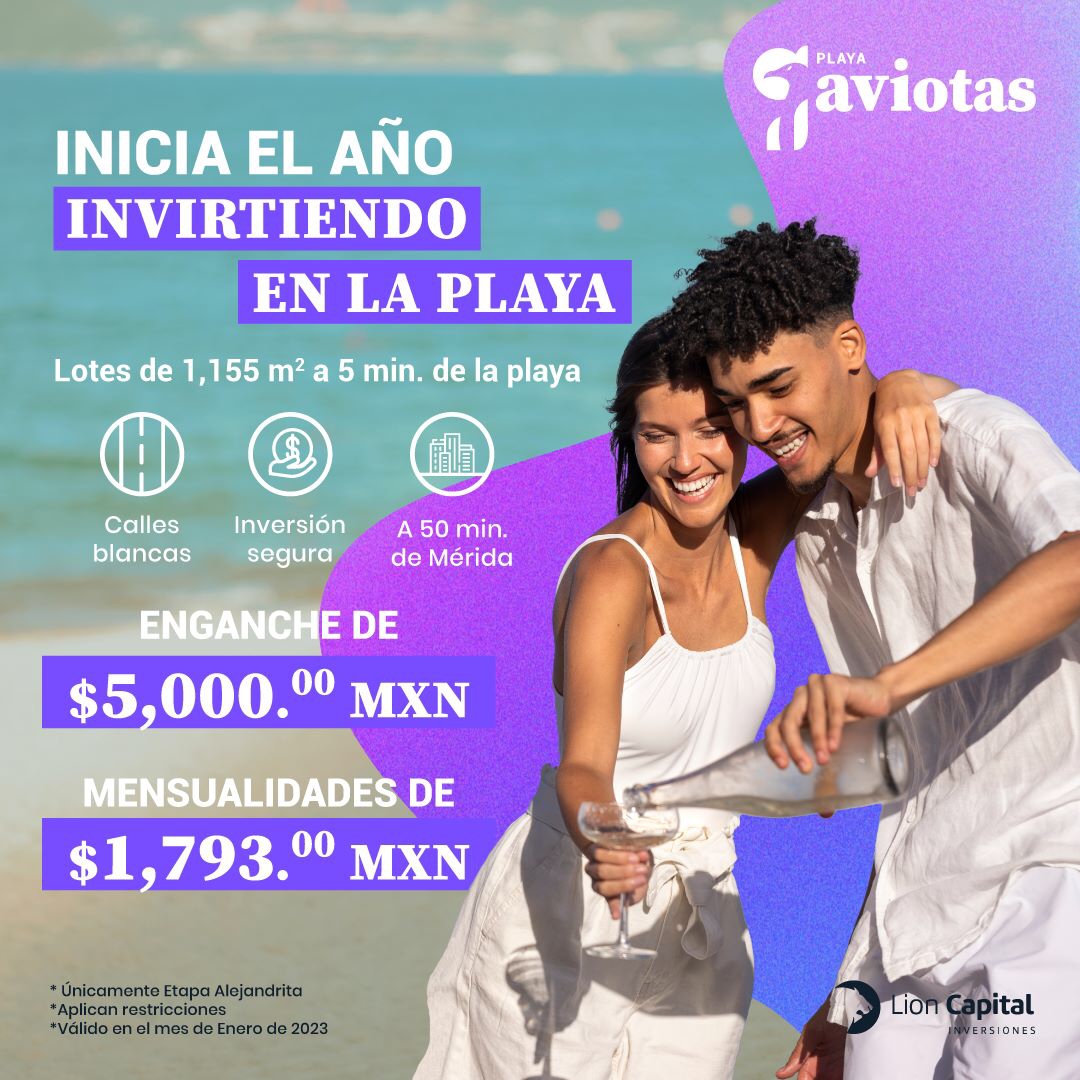 PLAYA
Gaviotas
INICIA EL AÑO
INVIRTIENDO
EN LA PLAYA
Lotes de 1,155 m² a 5 min. de la playa
Calles
blancas
Inversión
segura
A 50 min.
de Mérida
ENGANCHE DE
$5,000.⁰⁰ MXN
MENSUALIDADES DE
$1,793.⁰⁰ MXN
* Únicamente Etapa Alejandrita
*Aplican restricciones
*Válido en el mes de Enero de 2023
Lion Capital
INVERSIONES